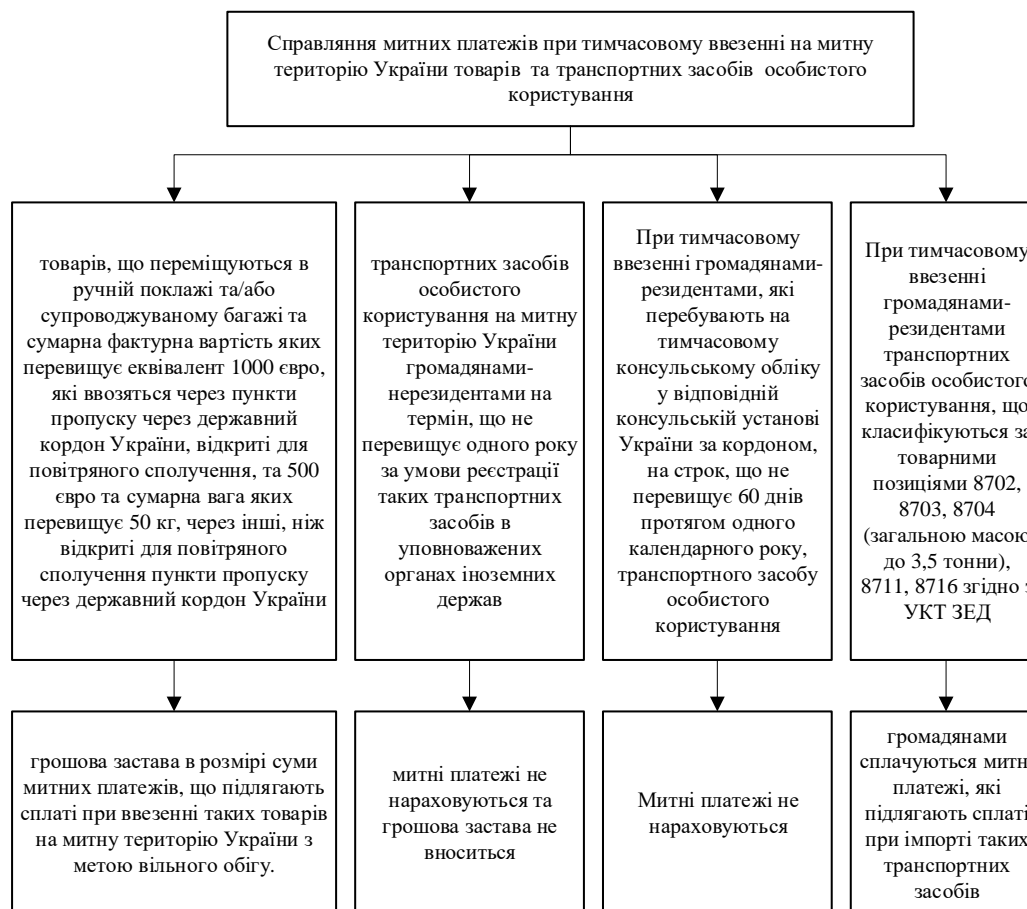 Справляння митних платежів при тимчасовому ввезенні на митну
територію України товарів та транспортних засобів особистого
користування
товарів, що переміщуються в
ручній поклажі та/або
супроводжуваному багажі та
сумарна фактурна вартість яких
перевищує еквівалент 1000 євро,
які ввозяться через пункти
пропуску через державний
кордон України, відкриті для
повітряного сполучення, та 500
євро та сумарна вага яких
перевищує 50 кг, через інші, ніж
відкриті для повітряного
сполучення пункти пропуску
через державний кордон України
транспортних засобів
особистого
користування на митну
територію України
громадянами-
нерезидентами на
термін, що не
перевищує одного року
за умови реєстрації
таких транспортних
засобів в
уповноважених
органах іноземних
держав
При тимчасовому
ввезенні громадянами-
резидентами, які
перебувають на
тимчасовому
консульському обліку
у відповідній
консульській установі
України за кордоном,
на строк, що не
перевищує 60 днів
протягом одного
календарного року,
транспортного засобу
особистого
користування
При тимчасовому
ввезенні
громадянами-
резидентами
транспортних
засобів особистого
користування, що
класифікуються за
товарними
позиціями 8702,
8703, 8704
(загальною масою
до 3,5 тонни),
8711, 8716 згідно з
УКТ ЗЕД
грошова застава в розмірі суми
митних платежів, що підлягають
сплаті при ввезенні таких товарів
на митну територію України з
метою вільного обігу.
митні платежі не
нараховуються та
грошова застава не
вноситься
Митні платежі не
нараховуються
громадянами
сплачуються митні
платежі, які
підлягають сплаті
при імпорті таких
транспортних
засобів